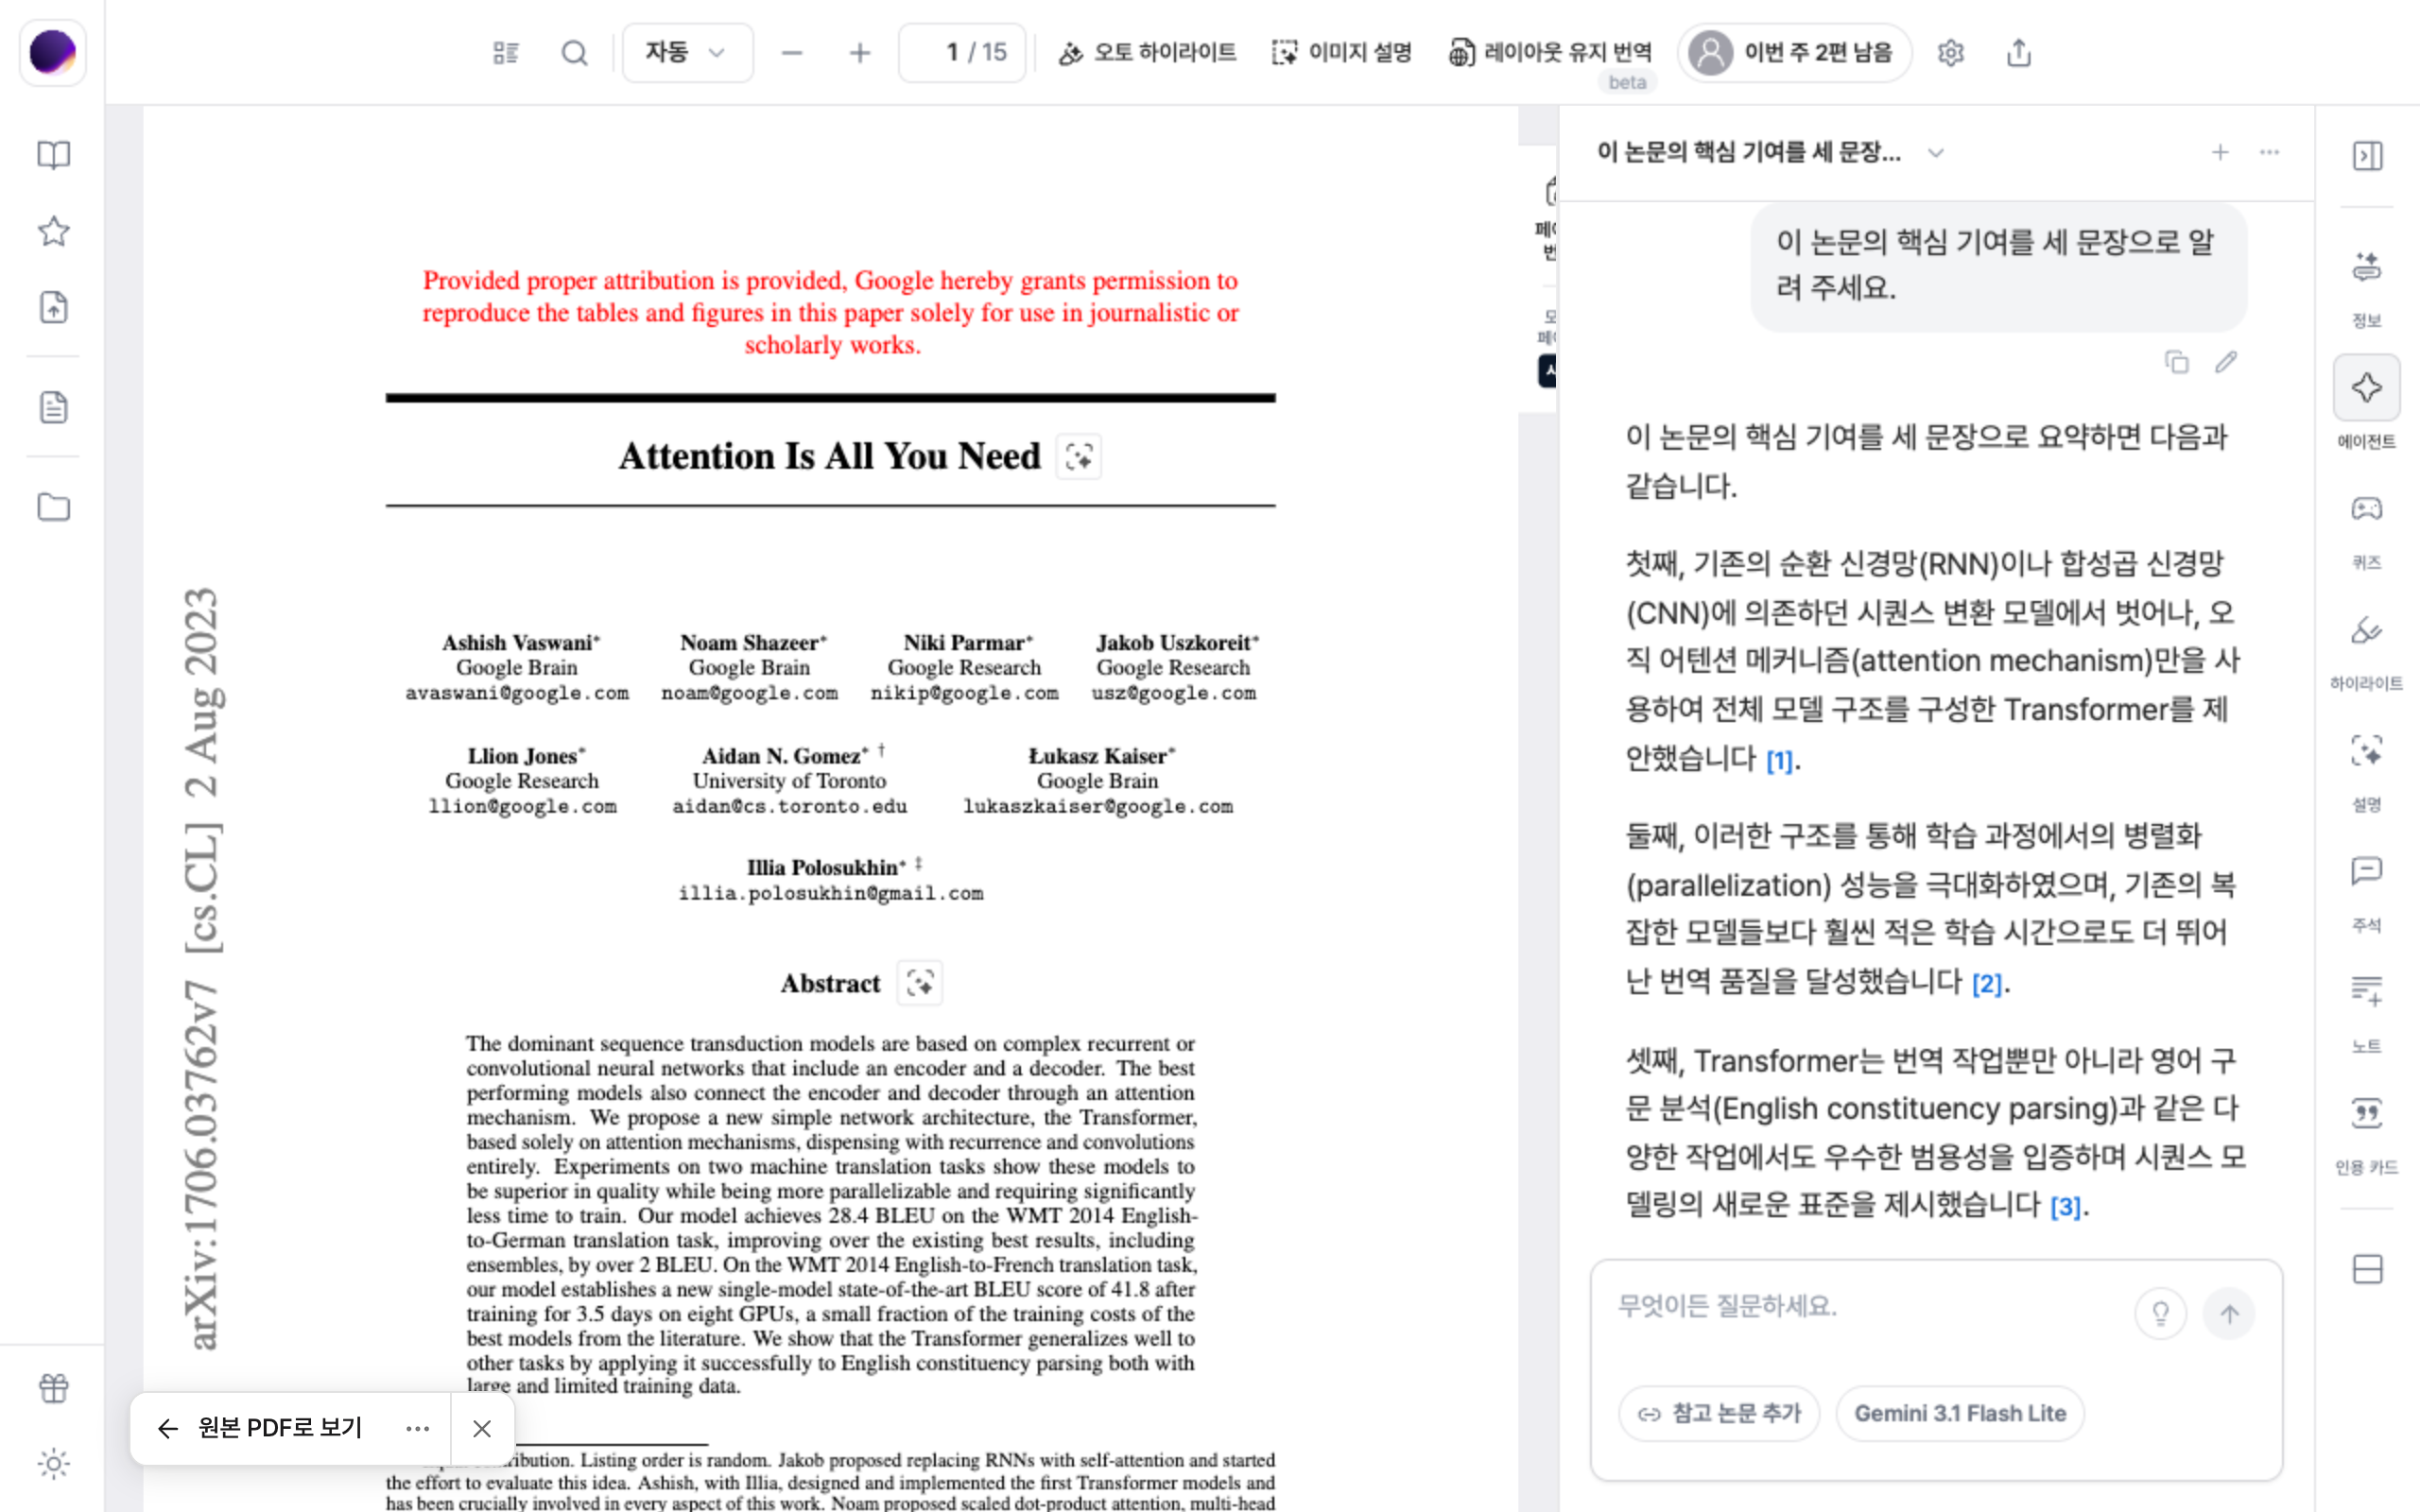 자동
1 / 15
오토 하이라이트
이미지 설명
레이아웃 유지 번역
beta
이번 주 2편 남음
Provided proper attribution is provided, Google hereby grants permission to
reproduce the tables and figures in this paper solely for use in journalistic or
scholarly works.
Attention Is All You Need
Ashish Vaswani*
Google Brain
avaswani@google.com
Noam Shazeer*
Google Brain
noam@google.com
Niki Parmar*
Google Research
nikip@google.com
Jakob Uszkoreit*
Google Research
usz@google.com
Llion Jones*
Google Research
llion@google.com
Aidan N. Gomez* †
University of Toronto
aidan@cs.toronto.edu
Łukasz Kaiser*
Google Brain
lukaszkaiser@google.com
Illia Polosukhin* ‡
illia.polosukhin@gmail.com
Abstract
The dominant sequence transduction models are based on complex recurrent or
convolutional neural networks that include an encoder and a decoder. The best
performing models also connect the encoder and decoder through an attention
mechanism. We propose a new simple network architecture, the Transformer,
based solely on attention mechanisms, dispensing with recurrence and convolutions
entirely. Experiments on two machine translation tasks show these models to
be superior in quality while being more parallelizable and requiring significantly
less time to train. Our model achieves 28.4 BLEU on the WMT 2014 English-
to-German translation task, improving over the existing best results, including
ensembles, by over 2 BLEU. On the WMT 2014 English-to-French translation task,
our model establishes a new single-model state-of-the-art BLEU score of 41.8 after
training for 3.5 days on eight GPUs, a small fraction of the training costs of the
best models from the literature. We show that the Transformer generalizes well to
other tasks by applying it successfully to English constituency parsing both with
large and limited training data.
Listing order is random. Jakob proposed replacing RNNs with self-attention and started
the effort to evaluate this idea. Ashish, with Illia, designed and implemented the first Transformer models and
has been crucially involved in every aspect of this work. Noam proposed scaled dot-product attention, multi-head
arXiv:1706.03762v7 [cs.CL] 2 Aug 2023
원본 PDF로 보기
이 논문의 핵심 기여를 세 문장...
이 논문의 핵심 기여를 세 문장으로 알
려 주세요.
이 논문의 핵심 기여를 세 문장으로 요약하면 다음과
같습니다.
첫째, 기존의 순환 신경망(RNN)이나 합성곱 신경망
(CNN)에 의존하던 시퀀스 변환 모델에서 벗어나, 오
직 어텐션 메커니즘(attention mechanism)만을 사
용하여 전체 모델 구조를 구성한 Transformer를 제
안했습니다 [1].
둘째, 이러한 구조를 통해 학습 과정에서의 병렬화
(parallelization) 성능을 극대화하였으며, 기존의 복
잡한 모델들보다 훨씬 적은 학습 시간으로도 더 뛰어
난 번역 품질을 달성했습니다 [2].
셋째, Transformer는 번역 작업뿐만 아니라 영어 구
문 분석(English constituency parsing)과 같은 다
양한 작업에서도 우수한 범용성을 입증하며 시퀀스 모
델링의 새로운 표준을 제시했습니다 [3].
무엇이든 질문하세요.
참고 논문 추가
Gemini 3.1 Flash Lite
정보
에이전트
퀴즈
하이라이트
설명
주석
노트
인용 카드